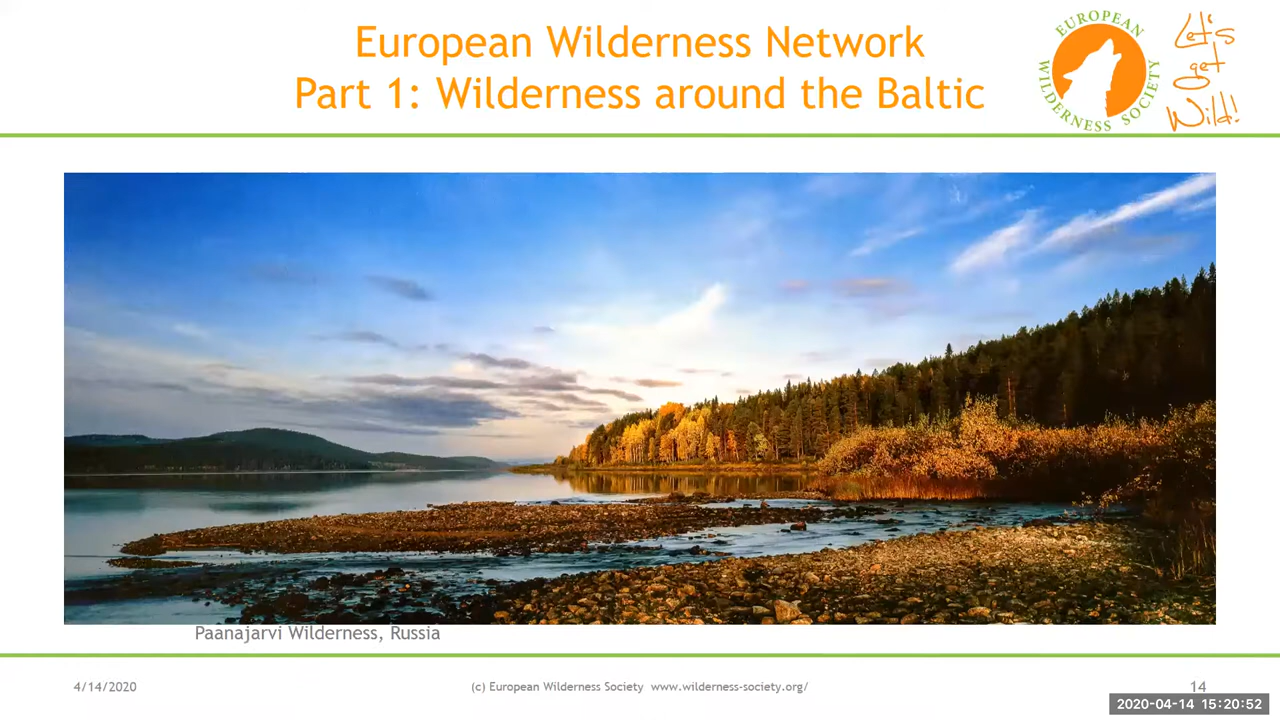 European Wilderness Network
Part 1: Wilderness around the Baltic
EUROPEAN
WILDERNESS SOCIETY
Let's
get
Wild!
Paanajarvi Wilderness, Russia
4/14/2020
(c) European Wilderness Society www.wilderness-society.org/
14
2020-04-14 15:20:52